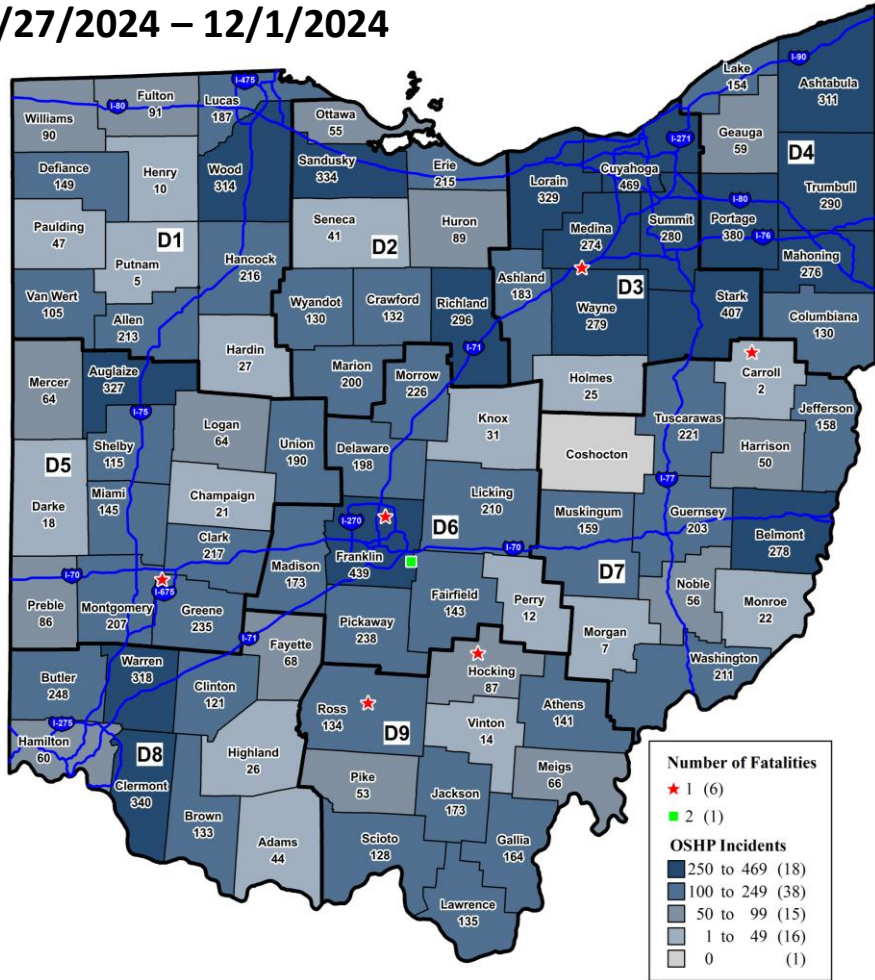 /27/2024 – 12/1/2024
Williams
90
Fulton
91
Lucas
187
I-475
I-80
Ottawa
55
Lake
154
I-90
Ashtabula
311
Geauga
59
D4
Defiance
149
Henry
10
Wood
314
Sandusky
334
Erie
215
Lorain
329
Cuyahoga
469
I-271
Trumbull
290
Paulding
47
D1
Putnam
5
Hancock
216
Seneca
41
D2
Huron
89
Medina
274
Summit
280
Portage
380
I-80
I-76
Mahoning
276
Van Wert
105
Allen
213
Wyandot
130
Crawford
132
Richland
296
Ashland
183
Wayne
279
D3
Stark
407
Columbiana
130
Hardin
27
Marion
200
Morrow
226
I-71
Holmes
25
Carroll
2
Mercer
64
Auglaize
327
I-75
Logan
64
Union
190
Delaware
198
Knox
31
Coshocton
Tuscarawas
221
Harrison
50
Jefferson
158
D5
Shelby
115
Darke
18
Miami
145
Champaign
21
Clark
217
Licking
210
I-77
Muskingum
159
Guernsey
203
Belmont
278
I-270
D6
I-70
Franklin
439
Madison
173
I-70
I-675
Preble
86
Montgomery
207
Greene
235
Fairfield
143
Perry
12
D7
Noble
56
Monroe
22
Pickaway
238
Morgan
7
Washington
211
I-71
Fayette
68
Butler
248
Warren
318
Clinton
121
Hocking
87
Ross
134
D9
Athens
141
Vinton
14
I-275
Hamilton
60
D8
Clermont
340
Highland
26
Pike
53
Jackson
173
Meigs
66
Brown
133
Adams
44
Scioto
128
Gallia
164
Lawrence
135
Number of Fatalities
1 (6)
2 (1)
OSHP Incidents
250 to 469 (18)
100 to 249 (38)
50 to 99 (15)
1 to 49 (16)
0 (1)